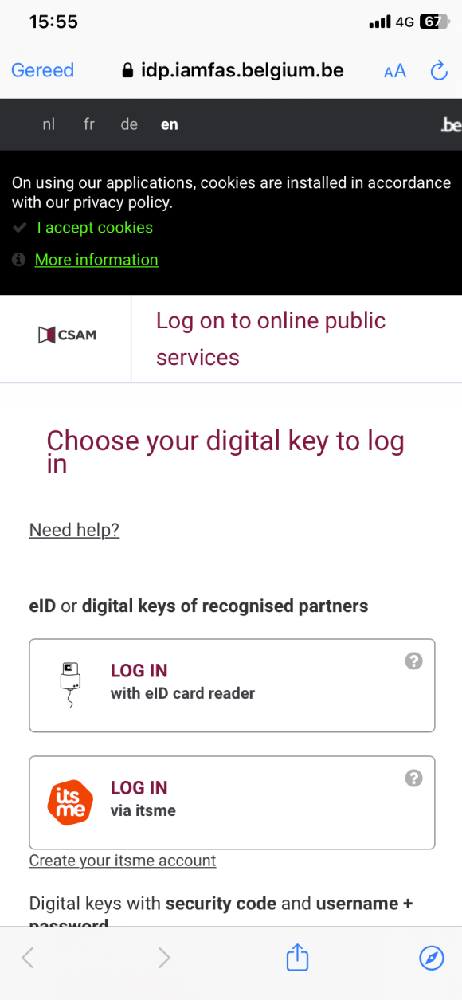 15:55
4G 67
Gereed
idp.iamfas.belgium.be
AA
nl fr de en
.be
On using our applications, cookies are installed in accordance
with our privacy policy.
I accept cookies
More information
CSAM
Log on to online public
services
Choose your digital key to log
in
Need help?
eID or digital keys of recognised partners
LOG IN
with eID card reader
?
its
me
LOG IN
via itsme
?
Create your itsme account
Digital keys with security code and username +
password